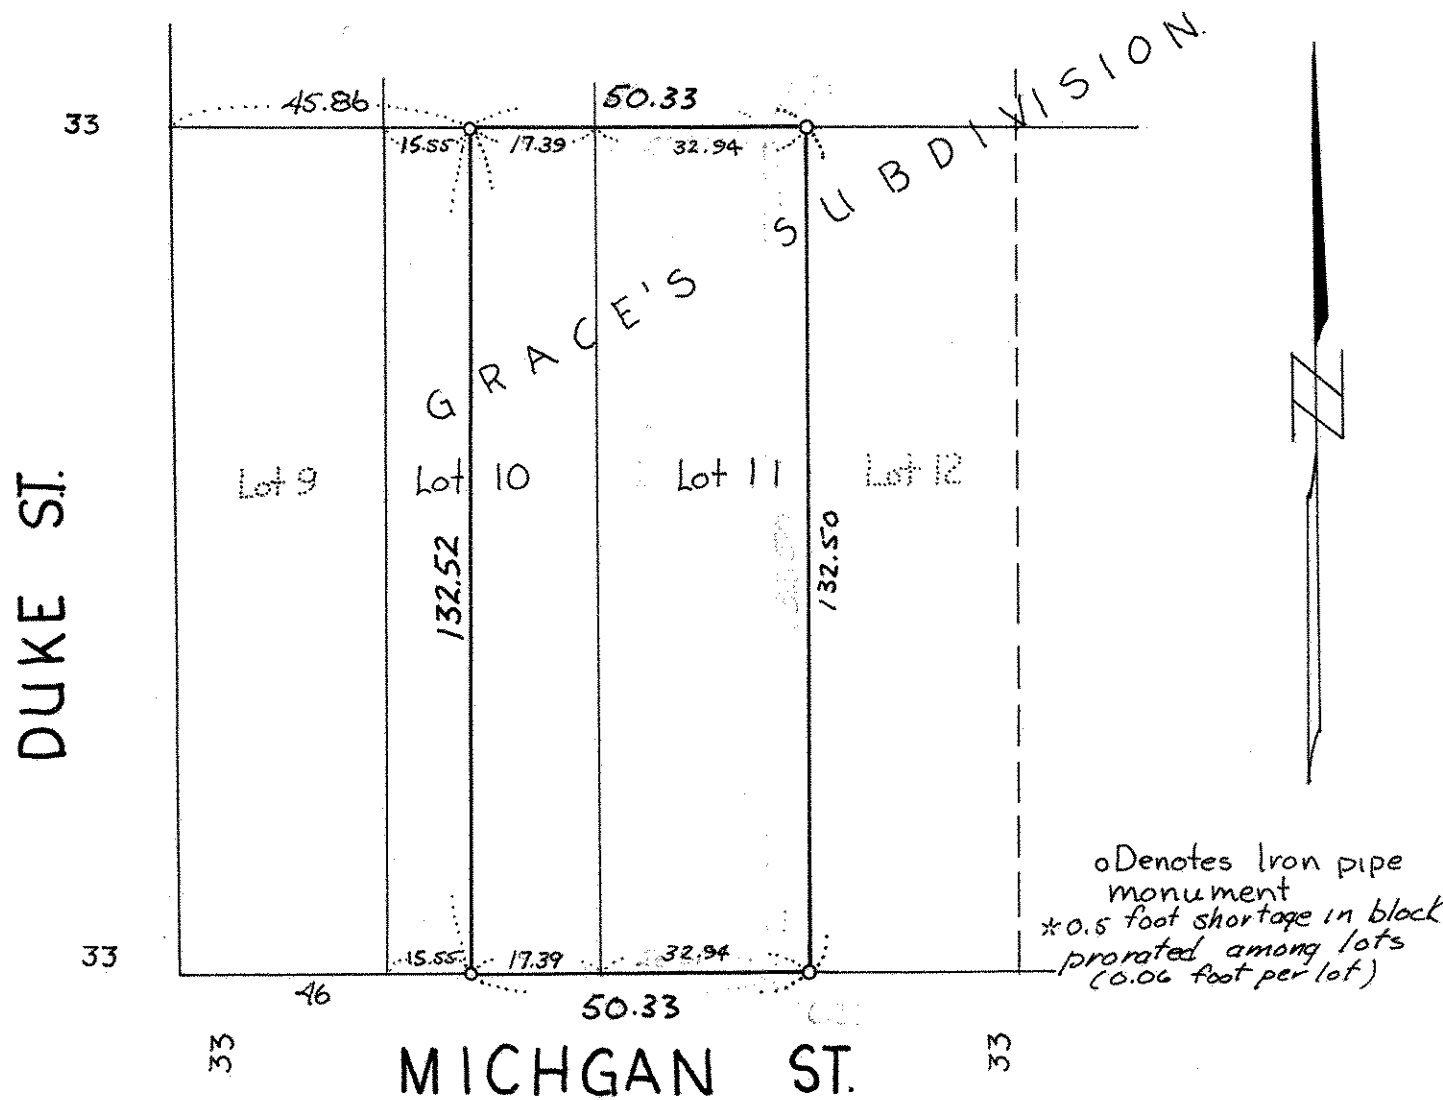 GRACE'S SUBDIVISION.
33
45.86
50.33
15.55
17.39
32.94
Lot 9
Lot 10
Lot 11
Lot 12
132.52
132.50
DUKE ST.
o Denotes Iron pipe
monument
*0.5 foot shortage in block
prorated among lots
(0.06 foot per lot)
33
15.55
17.39
32.94
46
50.33
33
33
MICHGAN ST.
N